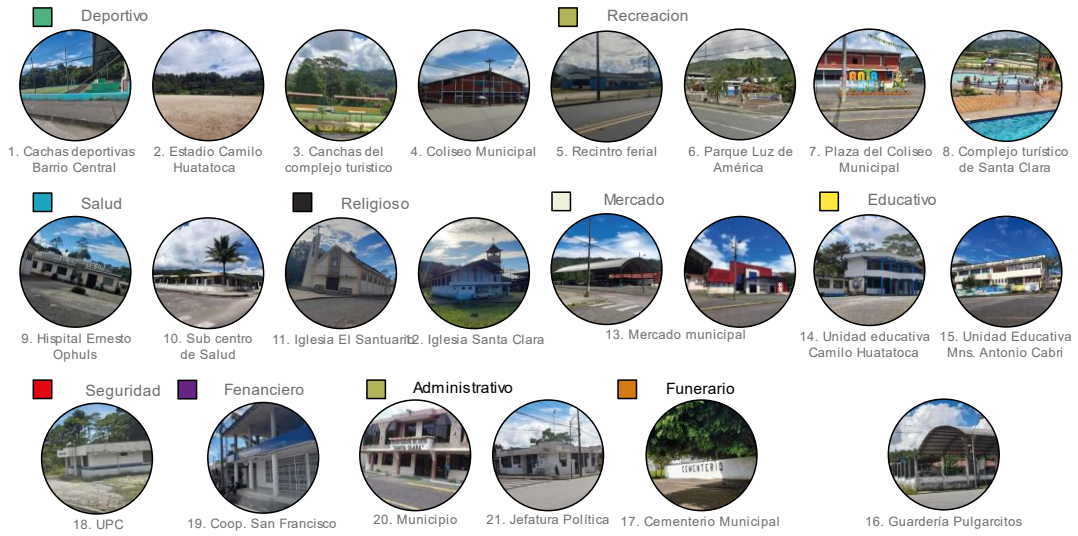 Deportivo
Recreacion
1. Cachas deportivas
Barrio Central
2. Estadio Camilo
Huatatoca
3. Canchas del
complejo turistico
4. Coliseo Municipal
5. Recintro ferial
6. Parque Luz de
América
7. Plaza del Coliseo
Municipal
8. Complejo turístico
de Santa Clara
Salud
Religioso
Mercado
Educativo
9. Hispital Ernesto
Ophuls
10. Sub centro
de Salud
11. Iglesia El Santuario
12. Iglesia Santa Clara
13. Mercado municipal
14. Unidad educativa
Camilo Huatatoca
15. Unidad Educativa
Mns. Antonio Cabri
Seguridad
Fenanciero
Administrativo
Funerario
CEMENTERIO
18. UPC
19. Coop. San Francisco
20. Municipio
21. Jefatura Política
17. Cementerio Municipal
16. Guardería Pulgarcitos